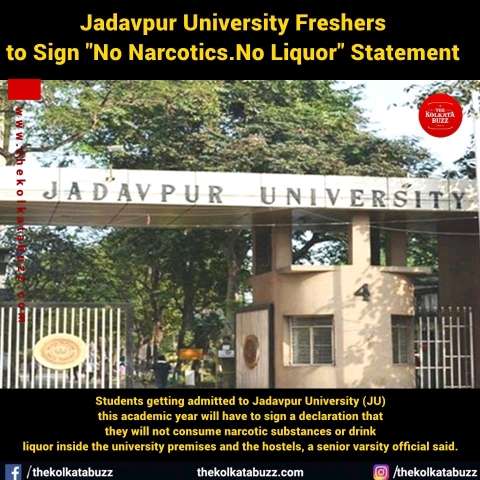 Jadavpur University Freshers
to Sign "No Narcotics.No Liquor" Statement
THE
KOLKATA
BUZZ
www.thekolkatabuzz.com
JADAVPUR UNIVERSITY
4
Students getting admitted to Jadavpur University (JU)
this academic year will have to sign a declaration that
they will not consume narcotic substances or drink
liquor inside the university premises and the hostels, a senior varsity official said.
f /thekolkatabuzz thekolkatabuzz.com /thekolkatabuzz